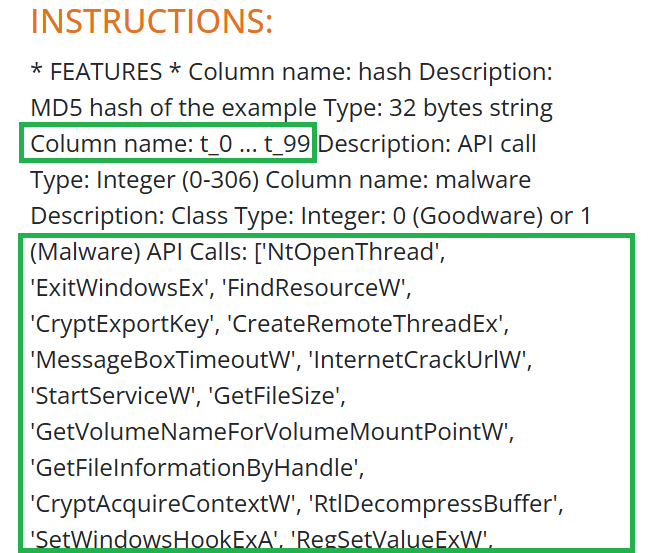 INSTRUCTIONS:
* FEATURES * Column name: hash Description:
MD5 hash of the example Type: 32 bytes string
Column name: t_0 ... t_99 Description: API call
Type: Integer (0-306) Column name: malware
Description: Class Type: Integer: 0 (Goodware) or 1
(Malware) API Calls: ['NtOpenThread',
'ExitWindowsEx', 'FindResourceW',
'CryptExportKey', 'CreateRemoteThreadEx',
'MessageBoxTimeoutW', 'InternetCrackUrlW',
'StartServiceW', 'GetFileSize',
'GetVolumeNameForVolumeMountPointW',
'GetFileInformationByHandle',
'CryptAcquireContextW', 'RtlDecompressBuffer',
'SetWindowsHookExA', 'RegSetValueExW',